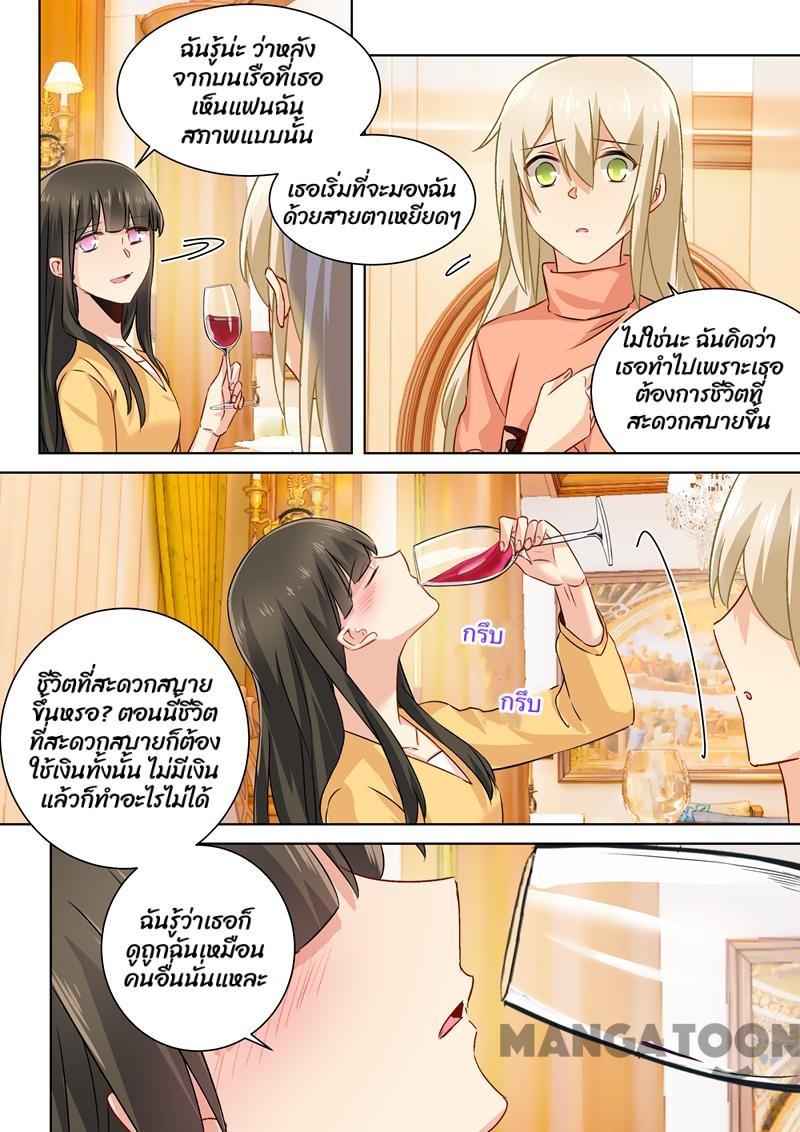 ฉันรู้น่ะ ว่าหลัง
จากบนเรือที่เธอ
เห็นแฟนฉัน
สภาพแบบนั้น
เธอเริ่มที่จะมองฉัน
ด้วยสายตาเหยียดๆ
ไม่ใช่นะ ฉันคิดว่า
เธอทำไปเพราะเธอ
ต้องการชีวิตที่
สะดวกสบายขึ้น
กรึบ
กรึบ
ชีวิตที่สะดวกสบาย
ขึ้นหรอ? ตอนนี้ชีวิต
ที่สะดวกสบายก็ต้อง
ใช้เงินทั้งนั้น ไม่มีเงิน
แล้วก็ทำอะไรไม่ได้
ฉันรู้ว่าเธอก็
ดูถูกฉันเหมือน
คนอื่นนั่นแหละ
MANGATOON